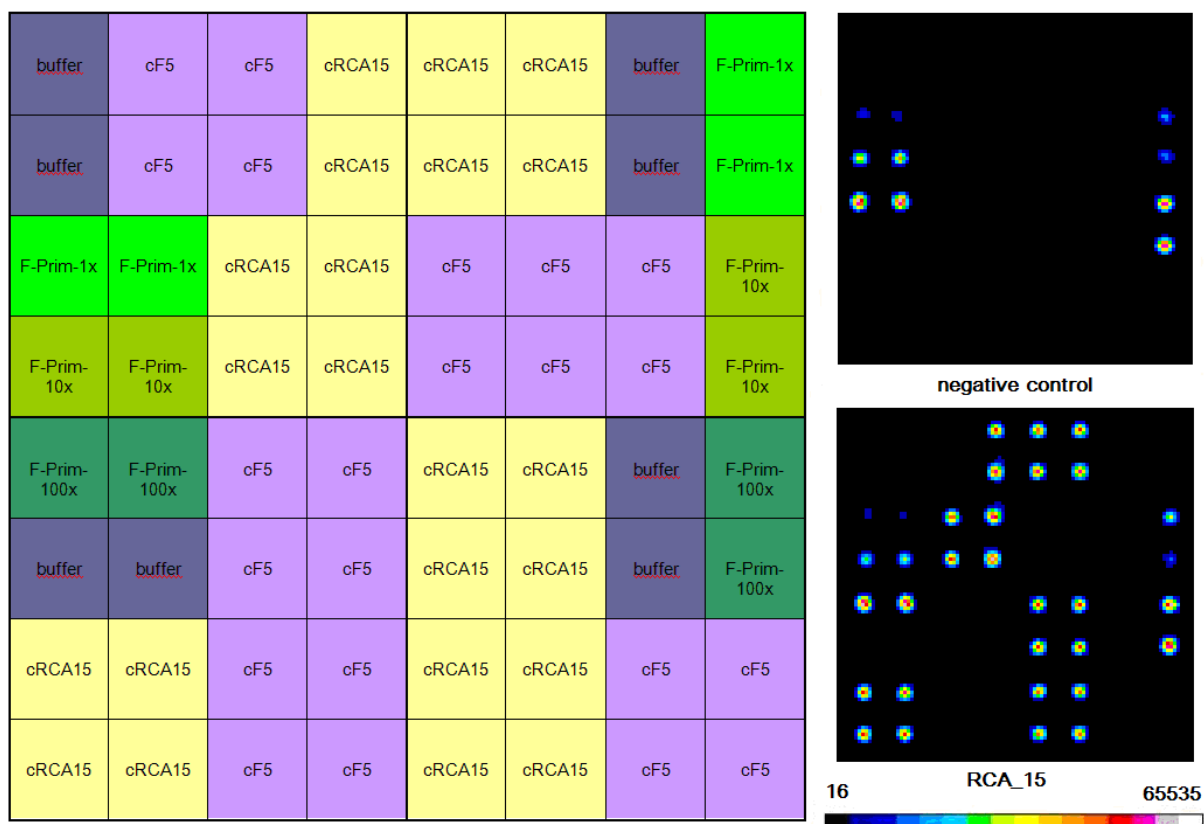 buffer cF5 cF5 cRCA15 cRCA15 cRCA15 buffer F-Prim-1x
buffer cF5 cF5 cRCA15 cRCA15 cRCA15 buffer F-Prim-1x
F-Prim-1x F-Prim-1x cRCA15 cRCA15 cF5 cF5 cF5 F-Prim-
10x
F-Prim- F-Prim- cRCA15 cRCA15 cF5 cF5 cF5 F-Prim-
10x 10x 10x
F-Prim- F-Prim- cF5 cF5 cRCA15 cRCA15 buffer F-Prim-
100x 100x 100x
buffer buffer cF5 cF5 cRCA15 cRCA15 buffer F-Prim-
100x
cRCA15 cRCA15 cF5 cF5 cRCA15 cRCA15 cF5 cF5
cRCA15 cRCA15 cF5 cF5 cRCA15 cRCA15 cF5 cF5
negative control
RCA_15
16 65535